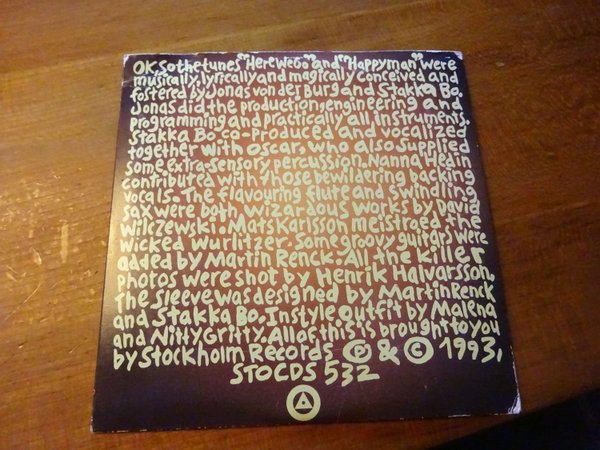 OK, So the tunes "Here We Go" and "Happy man" were
musically, lyrically and magically conceived and
fostered by: Jonas von der Burg and Stakka Bo.
Jonas did the production, engineering and
programming and practically all instruments.
Stakka Bo co-produced and vocalized
together with Oscar, who also supplied
some extra-sensory percussion. Nanna Hedin
contributed with those bewildering backing
vocals. The flavouring flute and swindling
sax were both wizardous works by David
Wilczewski. Mats Karlsson meistroed the
wicked wurlitzer. Some groovy guitars were
added by Martin Renck. All the killer
photos were shot by Henrik Halvarsson,
the sleeve was designed by Martin Renck
and Stakka Bo. Instyle Outfit by Malena
and Nitty Gritty. All of this is brought to you
by Stockholm Records ℗ & © 1993,
STOCDS 532